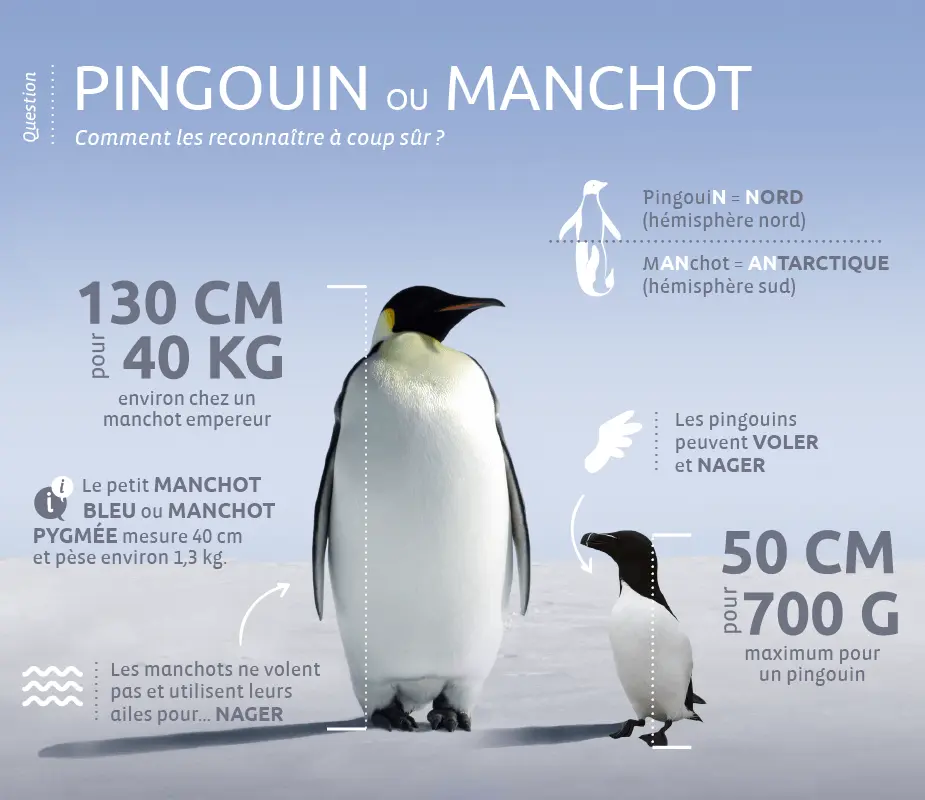 Question
PINGOUIN OU MANCHOT
Comment les reconnaître à coup sûr ?
PingouiN = NORD
(hémisphère nord)
MANchot = ANTARCTIQUE
(hémisphère sud)
130 CM
pour 40 KG
environ chez un
manchot empereur
Les pingouins
peuvent VOLER
et NAGER
i i Le petit MANCHOT
BLEU ou MANCHOT
PYGMÉE mesure 40 cm
et pèse environ 1,3 kg.
50 CM
pour 700 G
maximum pour
un pingouin
Les manchots ne volent
pas et utilisent leurs
ailes pour... NAGER